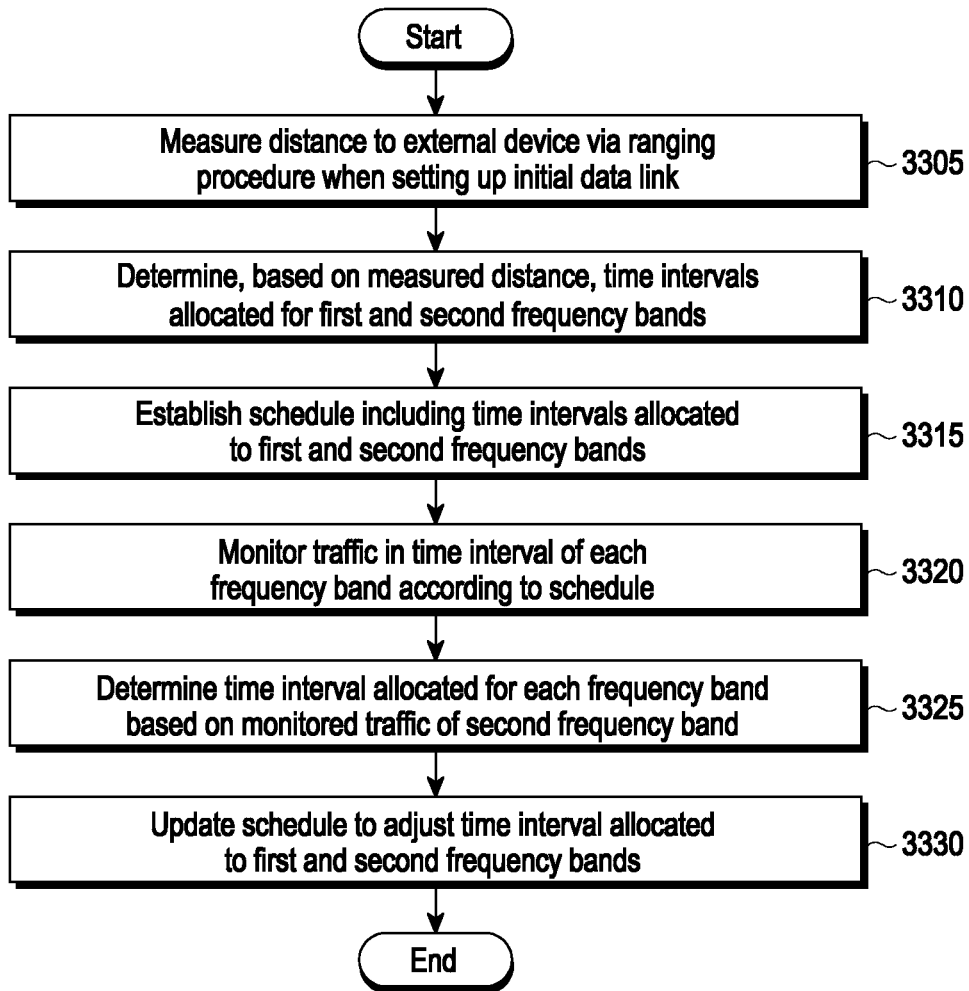 Start
Measure distance to external device via ranging
procedure when setting up initial data link
3305
Determine, based on measured distance, time intervals
allocated for first and second frequency bands
3310
Establish schedule including time intervals allocated
to first and second frequency bands
3315
Monitor traffic in time interval of each
frequency band according to schedule
3320
Determine time interval allocated for each frequency band
based on monitored traffic of second frequency band
3325
Update schedule to adjust time interval allocated
to first and second frequency bands
3330
End